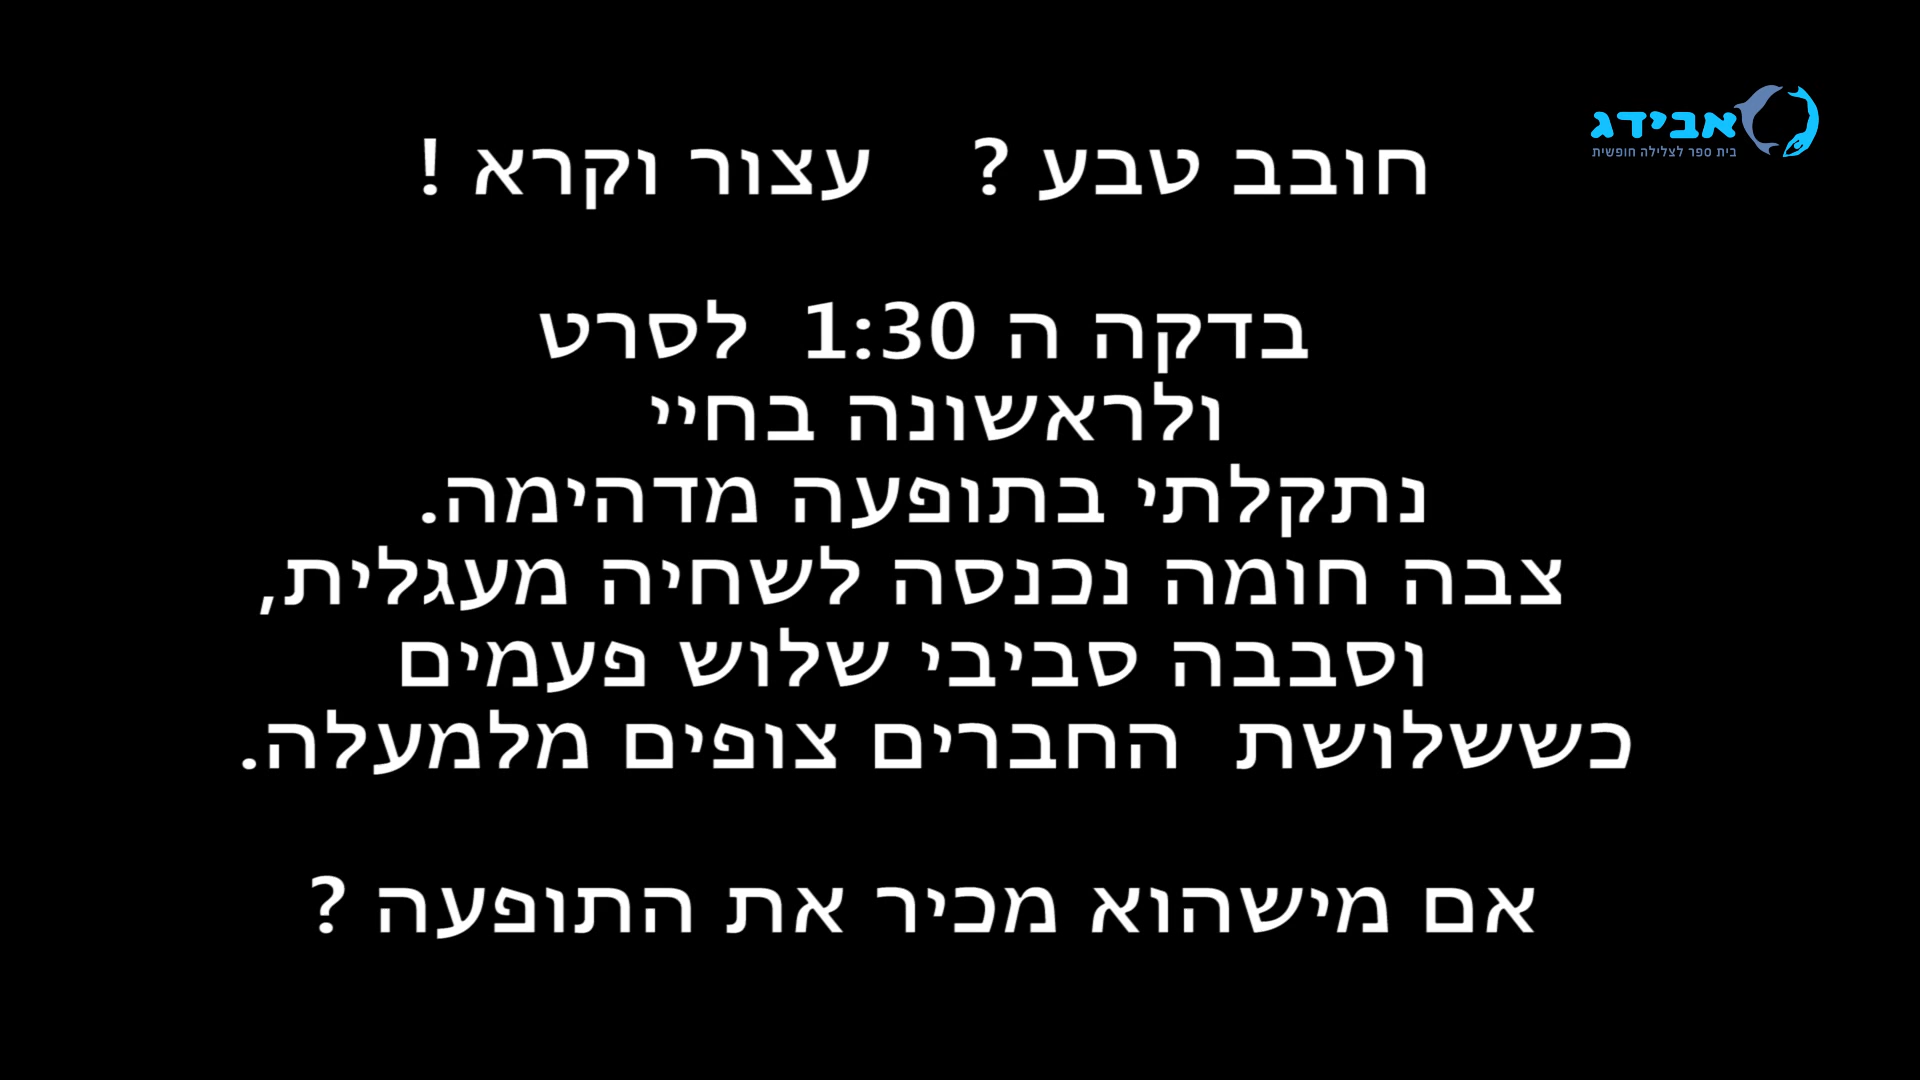 אבידג
בית ספר לצלילה חופשית
חובב טבע ? עצור וקרא !
בדקה ה 1:30 לסרט
ולראשונה בחיי
נתקלתי בתופעה מדהימה.
צבה חומה נכנסה לשחיה מעגלית,
וסבבה סביבי שלוש פעמים
כששלושת החברים צופים מלמעלה.
אם מישהוא מכיר את התופעה ?